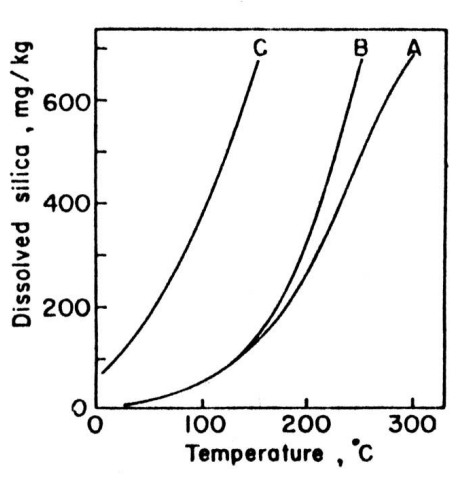 C B A
600
400
200
0
0 100 200 300
Dissolved silica, mg/kg
Temperature, °C